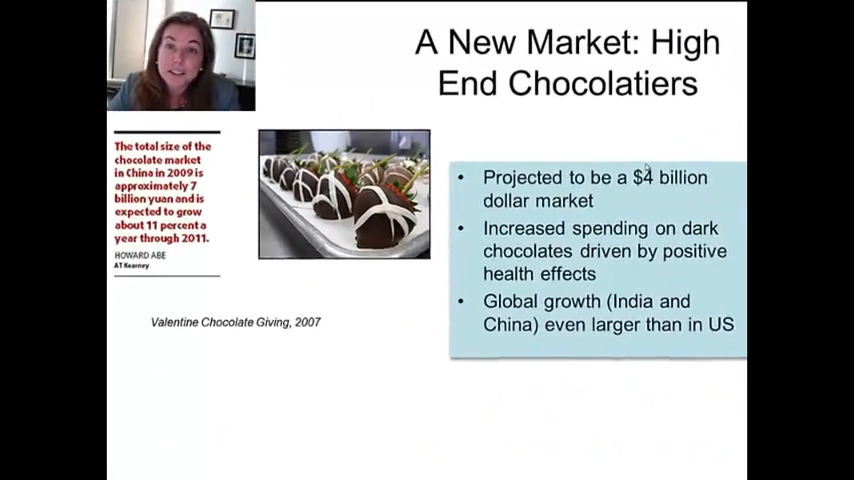 A New Market: High
End Chocolatiers
The total size of the
chocolate market
in China in 2009 is
approximately 7
billion yuan and is
expected to grow
about 11 percent a
year through 2011.
HOWARD ABE
AT Kearney
Valentine Chocolate Giving, 2007
• Projected to be a $4 billion
dollar market
• Increased spending on dark
chocolates driven by positive
health effects
• Global growth (India and
China) even larger than in US